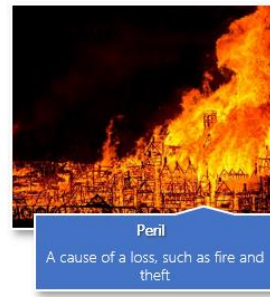 Peril
A cause of a loss, such as fire and
theft